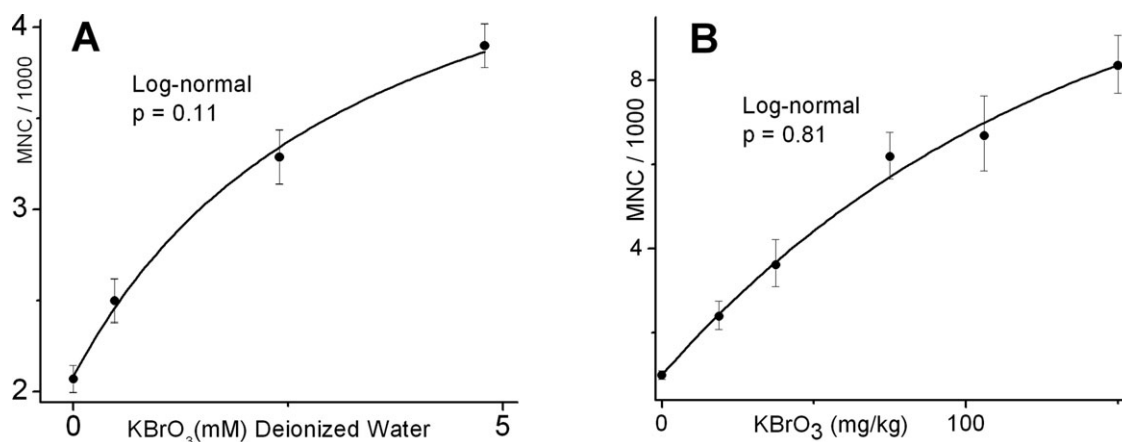 A
Log-normal
p = 0.11
MNC / 1000
4
3
2
0
5
KBrO3(mM) Deionized Water
B
Log-normal
p = 0.81
MNC / 1000
8
4
0
100
KBrO3 (mg/kg)